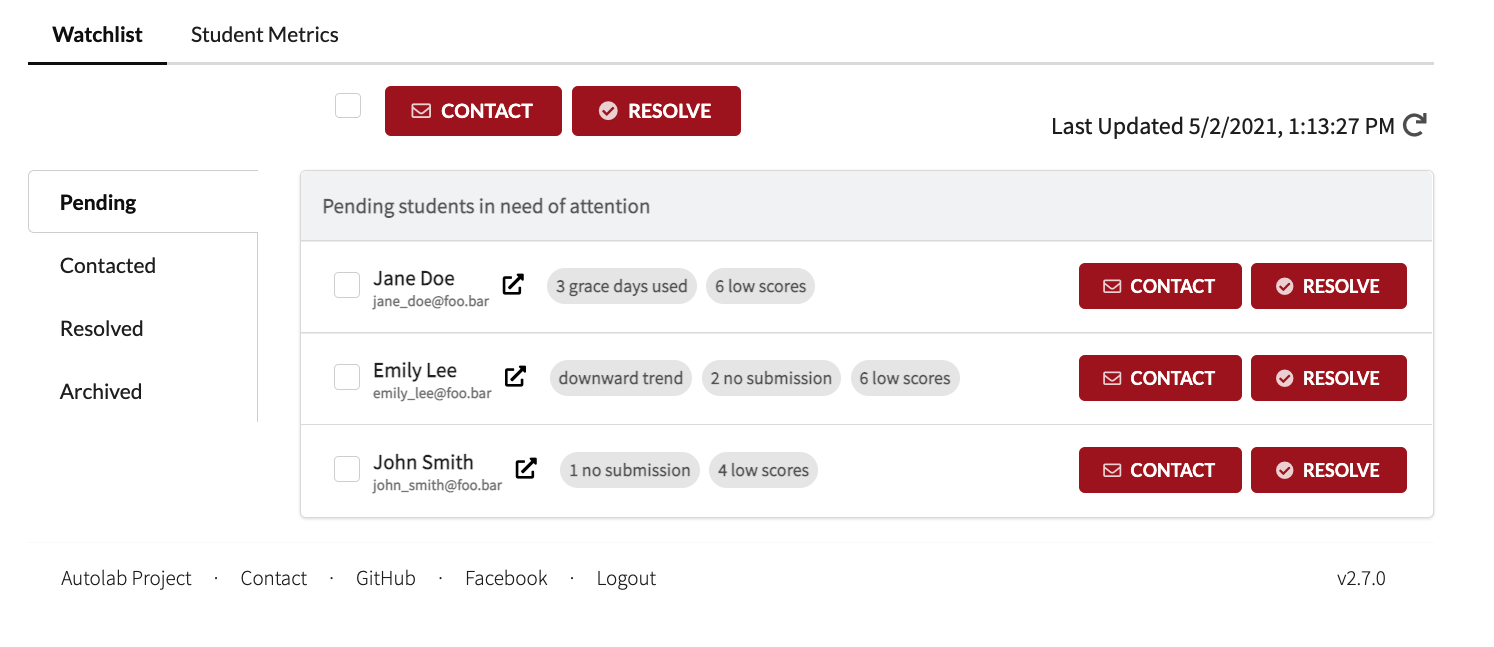 Watchlist Student Metrics
CONTACT RESOLVE
Last Updated 5/2/2021, 1:13:27 PM
Pending
Contacted
Resolved
Archived
Pending students in need of attention
Jane Doe
jane_doe@foo.bar
3 grace days used 6 low scores
CONTACT RESOLVE
Emily Lee
emily_lee@foo.bar
downward trend 2 no submission 6 low scores
CONTACT RESOLVE
John Smith
john_smith@foo.bar
1 no submission 4 low scores
CONTACT RESOLVE
Autolab Project · Contact · GitHub · Facebook · Logout v2.7.0